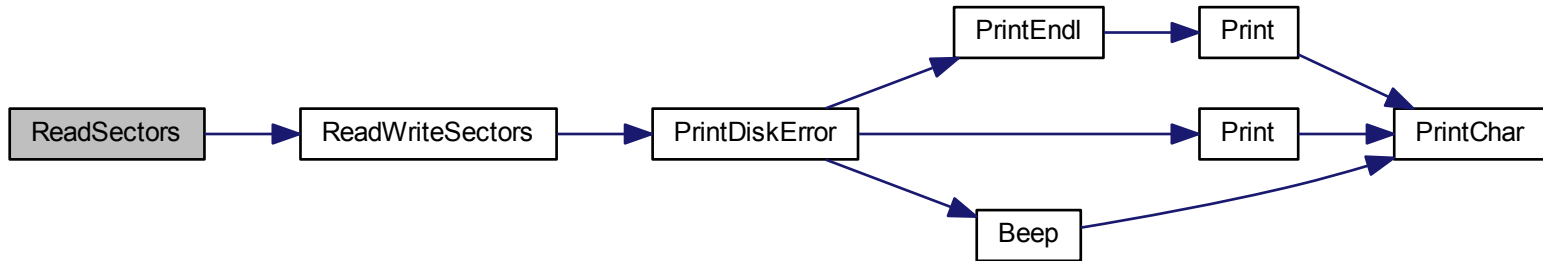 PrintEndl
Print
ReadSectors
ReadWriteSectors
PrintDiskError
Print
PrintChar
Beep